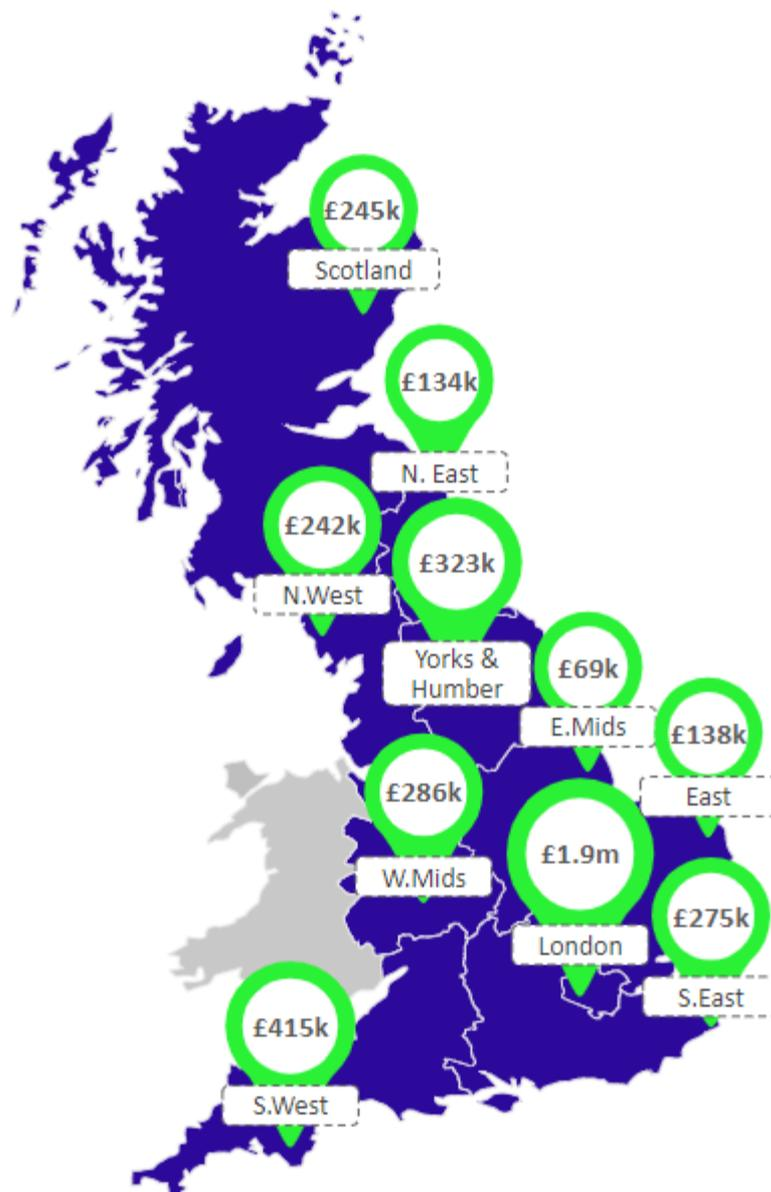 £245k
Scotland
£134k
N. East
£242k
N.West
£323k
Yorks &
Humber
£69k
E.Mids
£138k
East
£286k
W.Mids
£1.9m
London
£275k
S.East
£415k
S.West